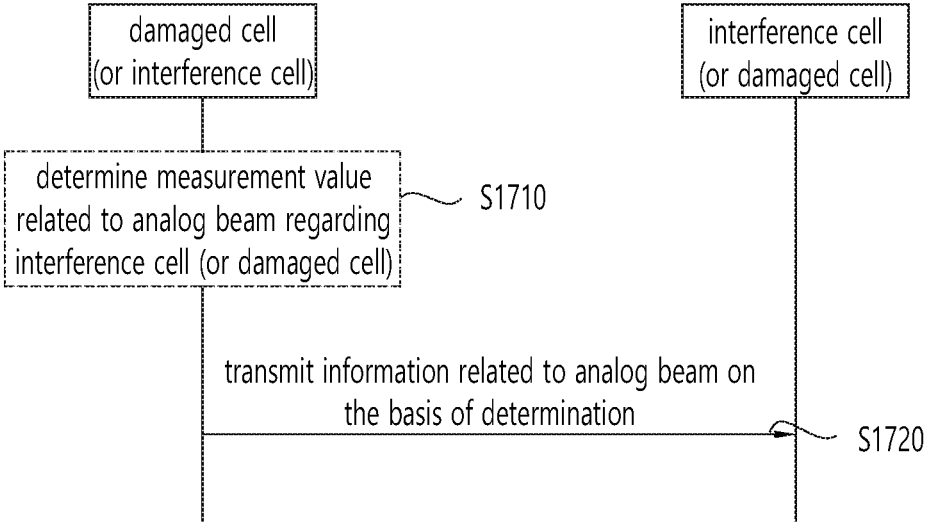 damaged cell
(or interference cell)
interference cell
(or damaged cell)
determine measurement value
related to analog beam regarding
interference cell (or damaged cell)
S1710
transmit information related to analog beam on
the basis of determination
S1720